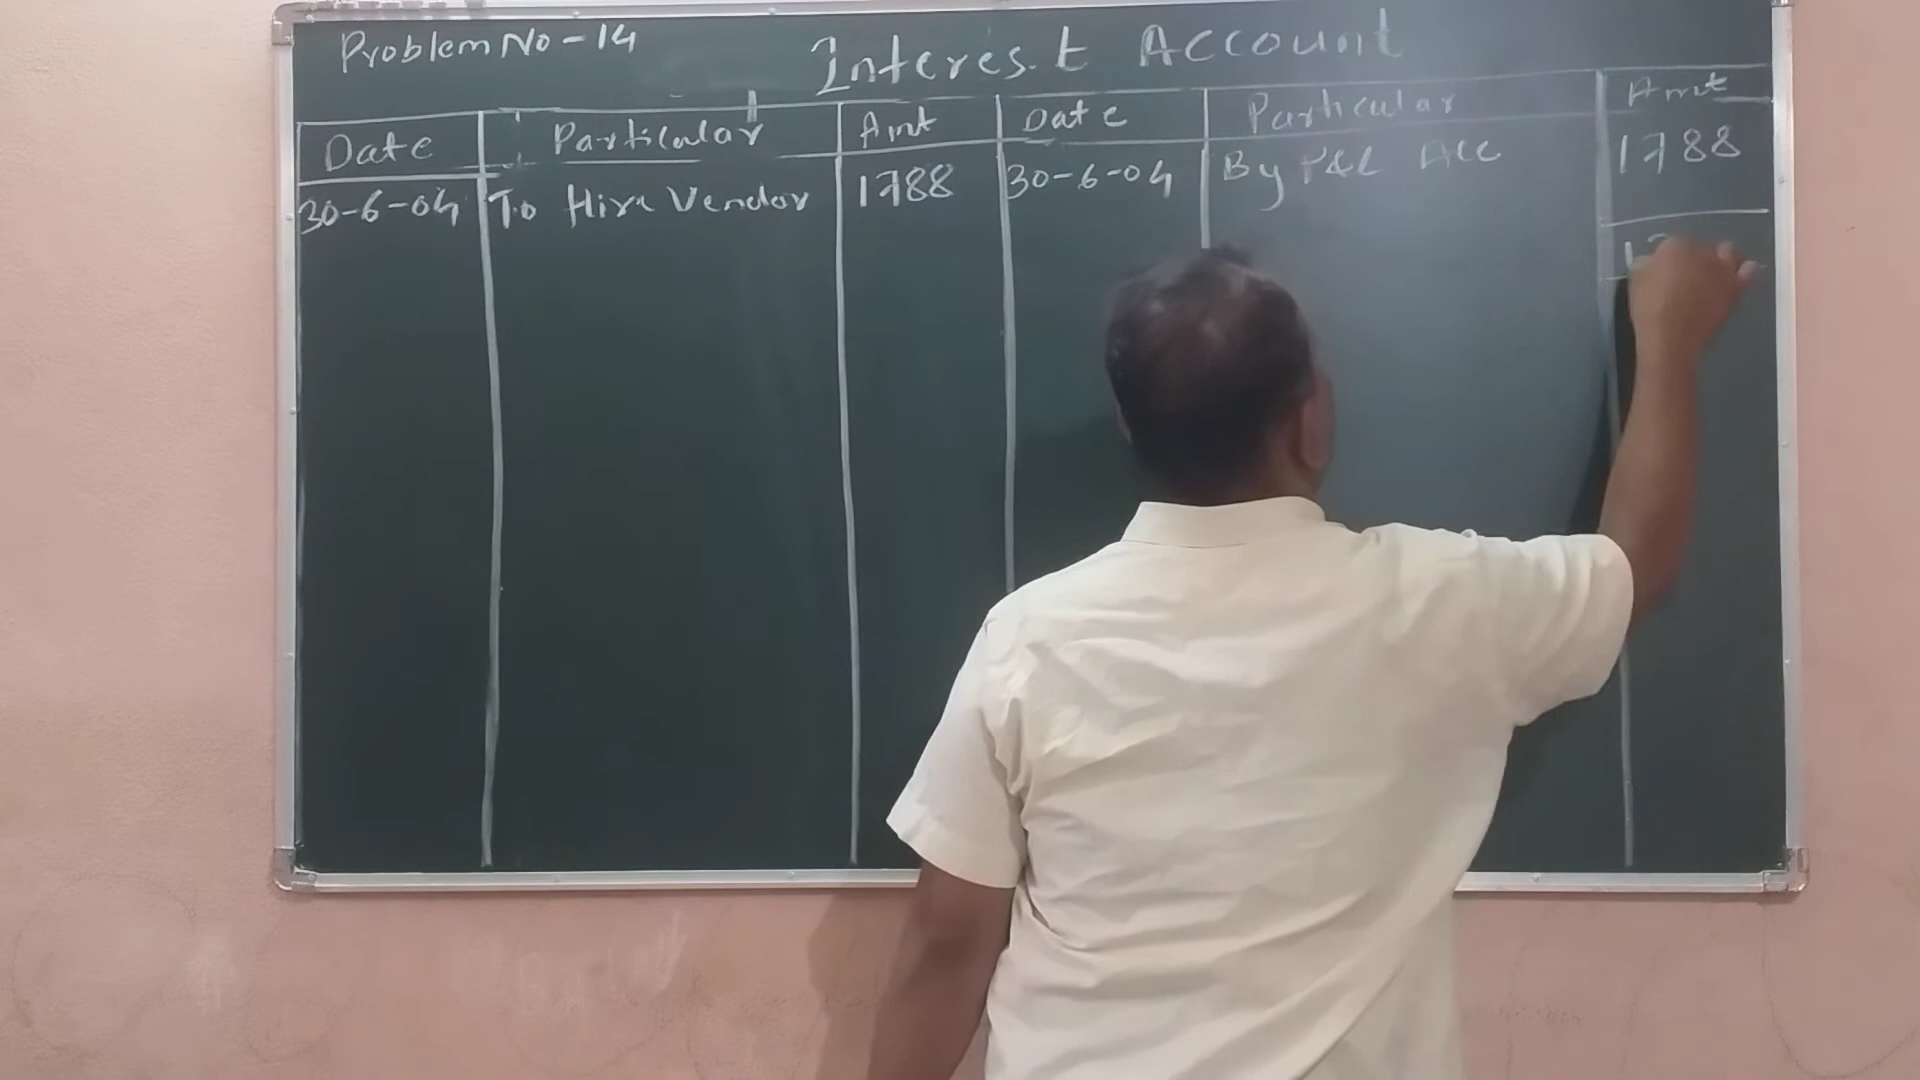 Problem No - 14
Interest Account
Date Particular Amt Date Particular Amt
30-6-04 To Hire Vendor 1788 30-6-04 By P&L Acc 1788